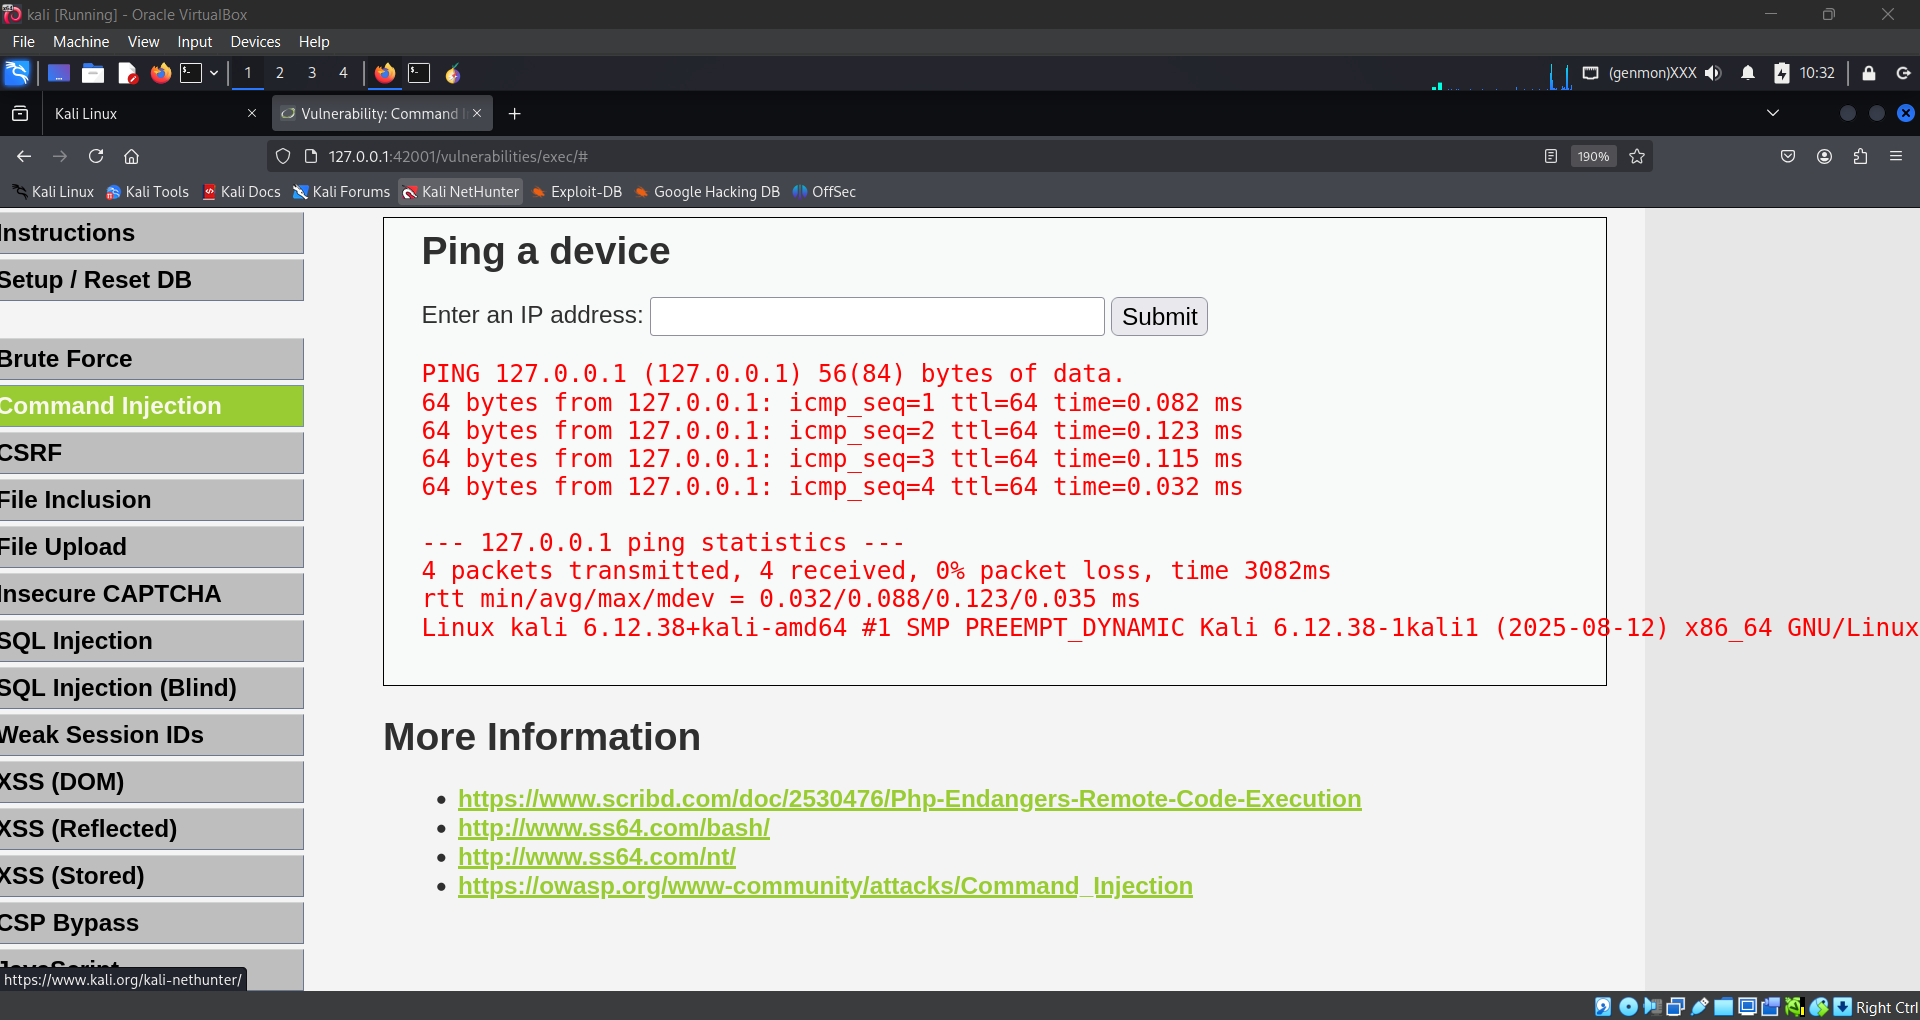 kali [Running] - Oracle VirtualBox
File Machine View Input Devices Help
1 2 3 4 (genmon)XXX 10:32
Kali Linux Vulnerability: Command
127.0.0.1:42001/vulnerabilities/exec/# 190%
Kali Linux Kali Tools Kali Docs Kali Forums Kali NetHunter Exploit-DB Google Hacking DB OffSec
Instructions
Setup / Reset DB
Brute Force
Command Injection
CSRF
File Inclusion
File Upload
Insecure CAPTCHA
SQL Injection
SQL Injection (Blind)
Weak Session IDs
XSS (DOM)
XSS (Reflected)
XSS (Stored)
CSP Bypass
JavaScript
Ping a device
Enter an IP address: Submit
PING 127.0.0.1 (127.0.0.1) 56(84) bytes of data.
64 bytes from 127.0.0.1: icmp_seq=1 ttl=64 time=0.082 ms
64 bytes from 127.0.0.1: icmp_seq=2 ttl=64 time=0.123 ms
64 bytes from 127.0.0.1: icmp_seq=3 ttl=64 time=0.115 ms
64 bytes from 127.0.0.1: icmp_seq=4 ttl=64 time=0.032 ms
--- 127.0.0.1 ping statistics ---
4 packets transmitted, 4 received, 0% packet loss, time 3082ms
rtt min/avg/max/mdev = 0.032/0.088/0.123/0.035 ms
Linux kali 6.12.38+kali-amd64 #1 SMP PREEMPT_DYNAMIC Kali 6.12.38-1kali1 (2025-08-12) x86_64 GNU/Linux
More Information
https://www.scribd.com/doc/2530476/Php-Endangers-Remote-Code-Execution
http://www.ss64.com/bash/
http://www.ss64.com/nt/
https://owasp.org/www-community/attacks/Command_Injection
https://www.kali.org/kali-nethunter/
Right Ctrl